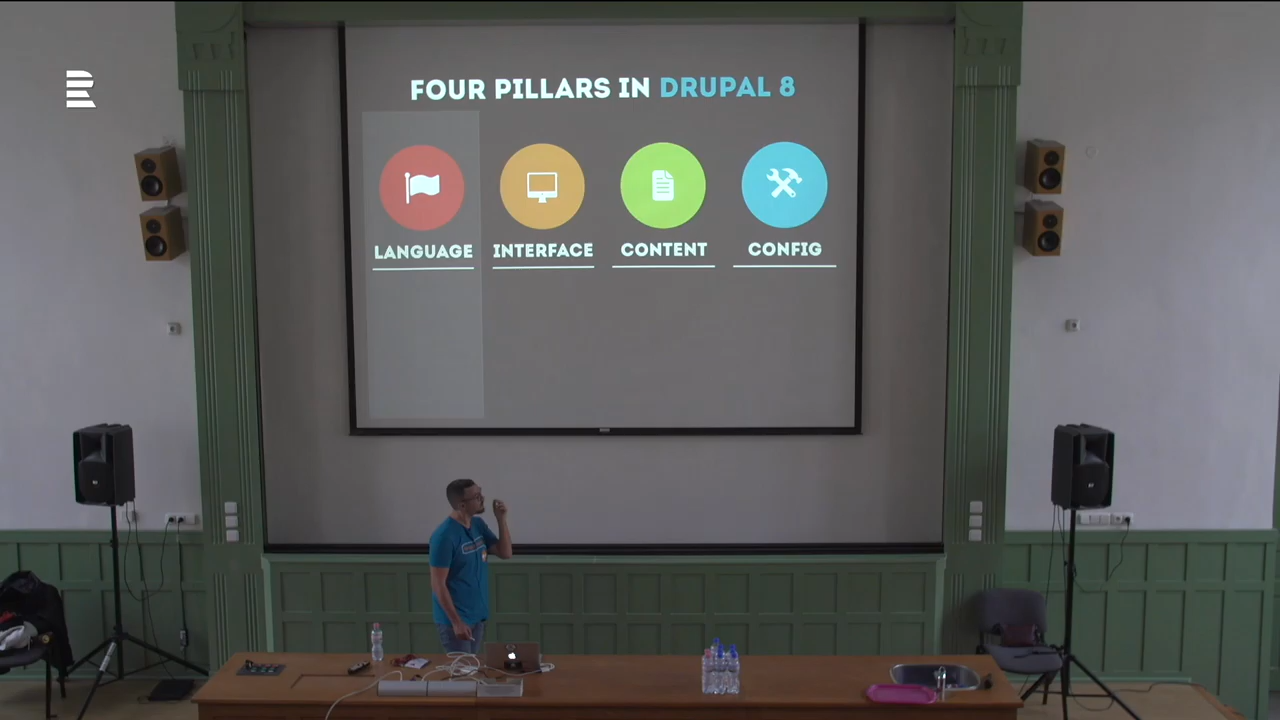 FOUR PILLARS IN DRUPAL 8
LANGUAGE INTERFACE CONTENT CONFIG